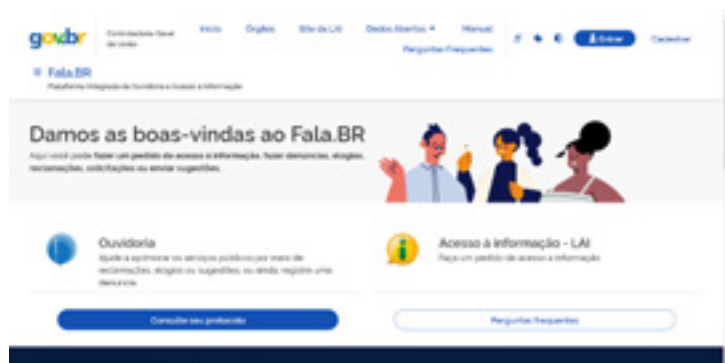 gov.br
Controladoria-Geral
da União
Início Órgãos Site da LAI Dados Abertos Manual
Perguntas Frequentes
Entrar
Cadastrar
Fala.BR
Plataforma Integrada de Ouvidoria e Acesso à Informação
Damos as boas-vindas ao Fala.BR
Aqui você pode fazer um pedido de acesso à informação, fazer denúncias, elogios,
reclamações, solicitações ou enviar sugestões.
Ouvidoria
Ajude a aprimorar os serviços públicos por meio de
reclamações, elogios ou sugestões, ou ainda, registre uma
denúncia.
Acesso à informação - LAI
Faça um pedido de acesso à informação
Consulte seu protocolo
Perguntas frequentes